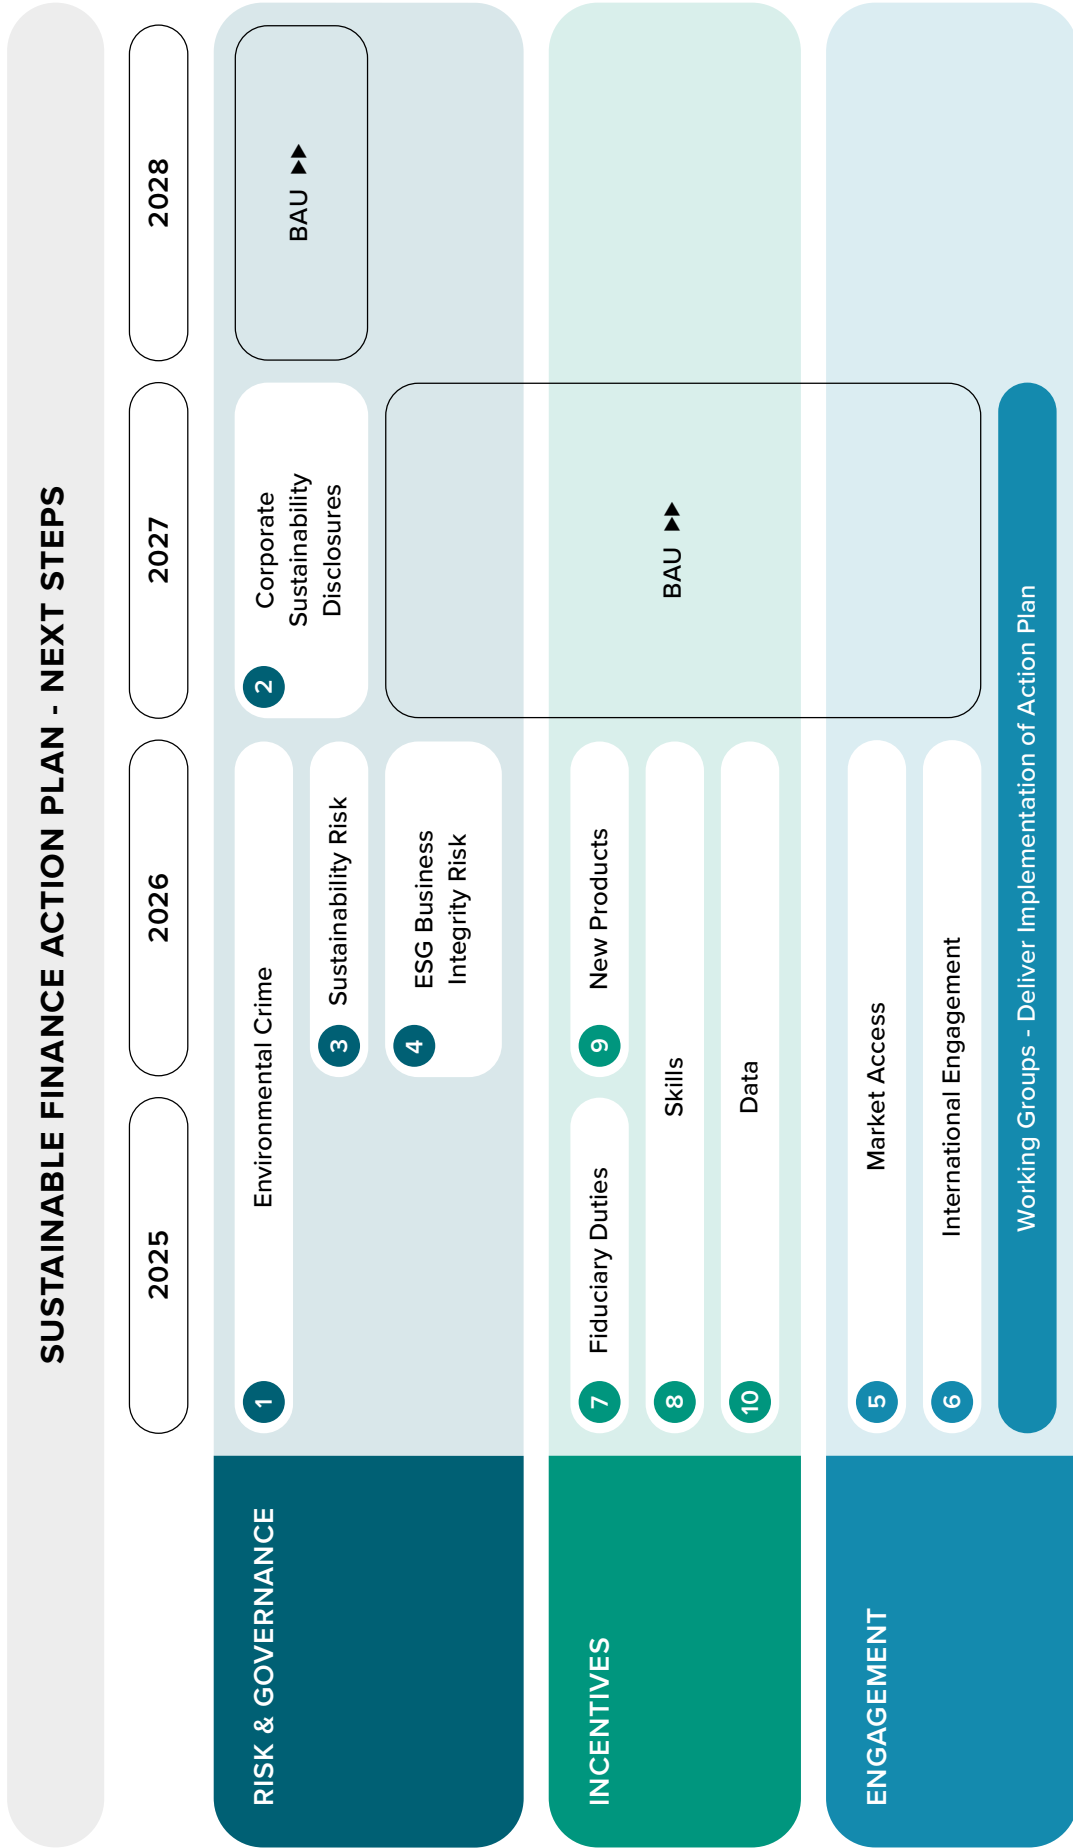 SUSTAINABLE FINANCE ACTION PLAN - NEXT STEPS
2025
2026
2027
2028
RISK & GOVERNANCE
1
Environmental Crime
2
Corporate
Sustainability
Disclosures
BAU ▶▶
3
Sustainability Risk
4
ESG Business
Integrity Risk
BAU ▶▶
INCENTIVES
7
Fiduciary Duties
9
New Products
8
Skills
10
Data
ENGAGEMENT
5
Market Access
6
International Engagement
Working Groups - Deliver Implementation of Action Plan